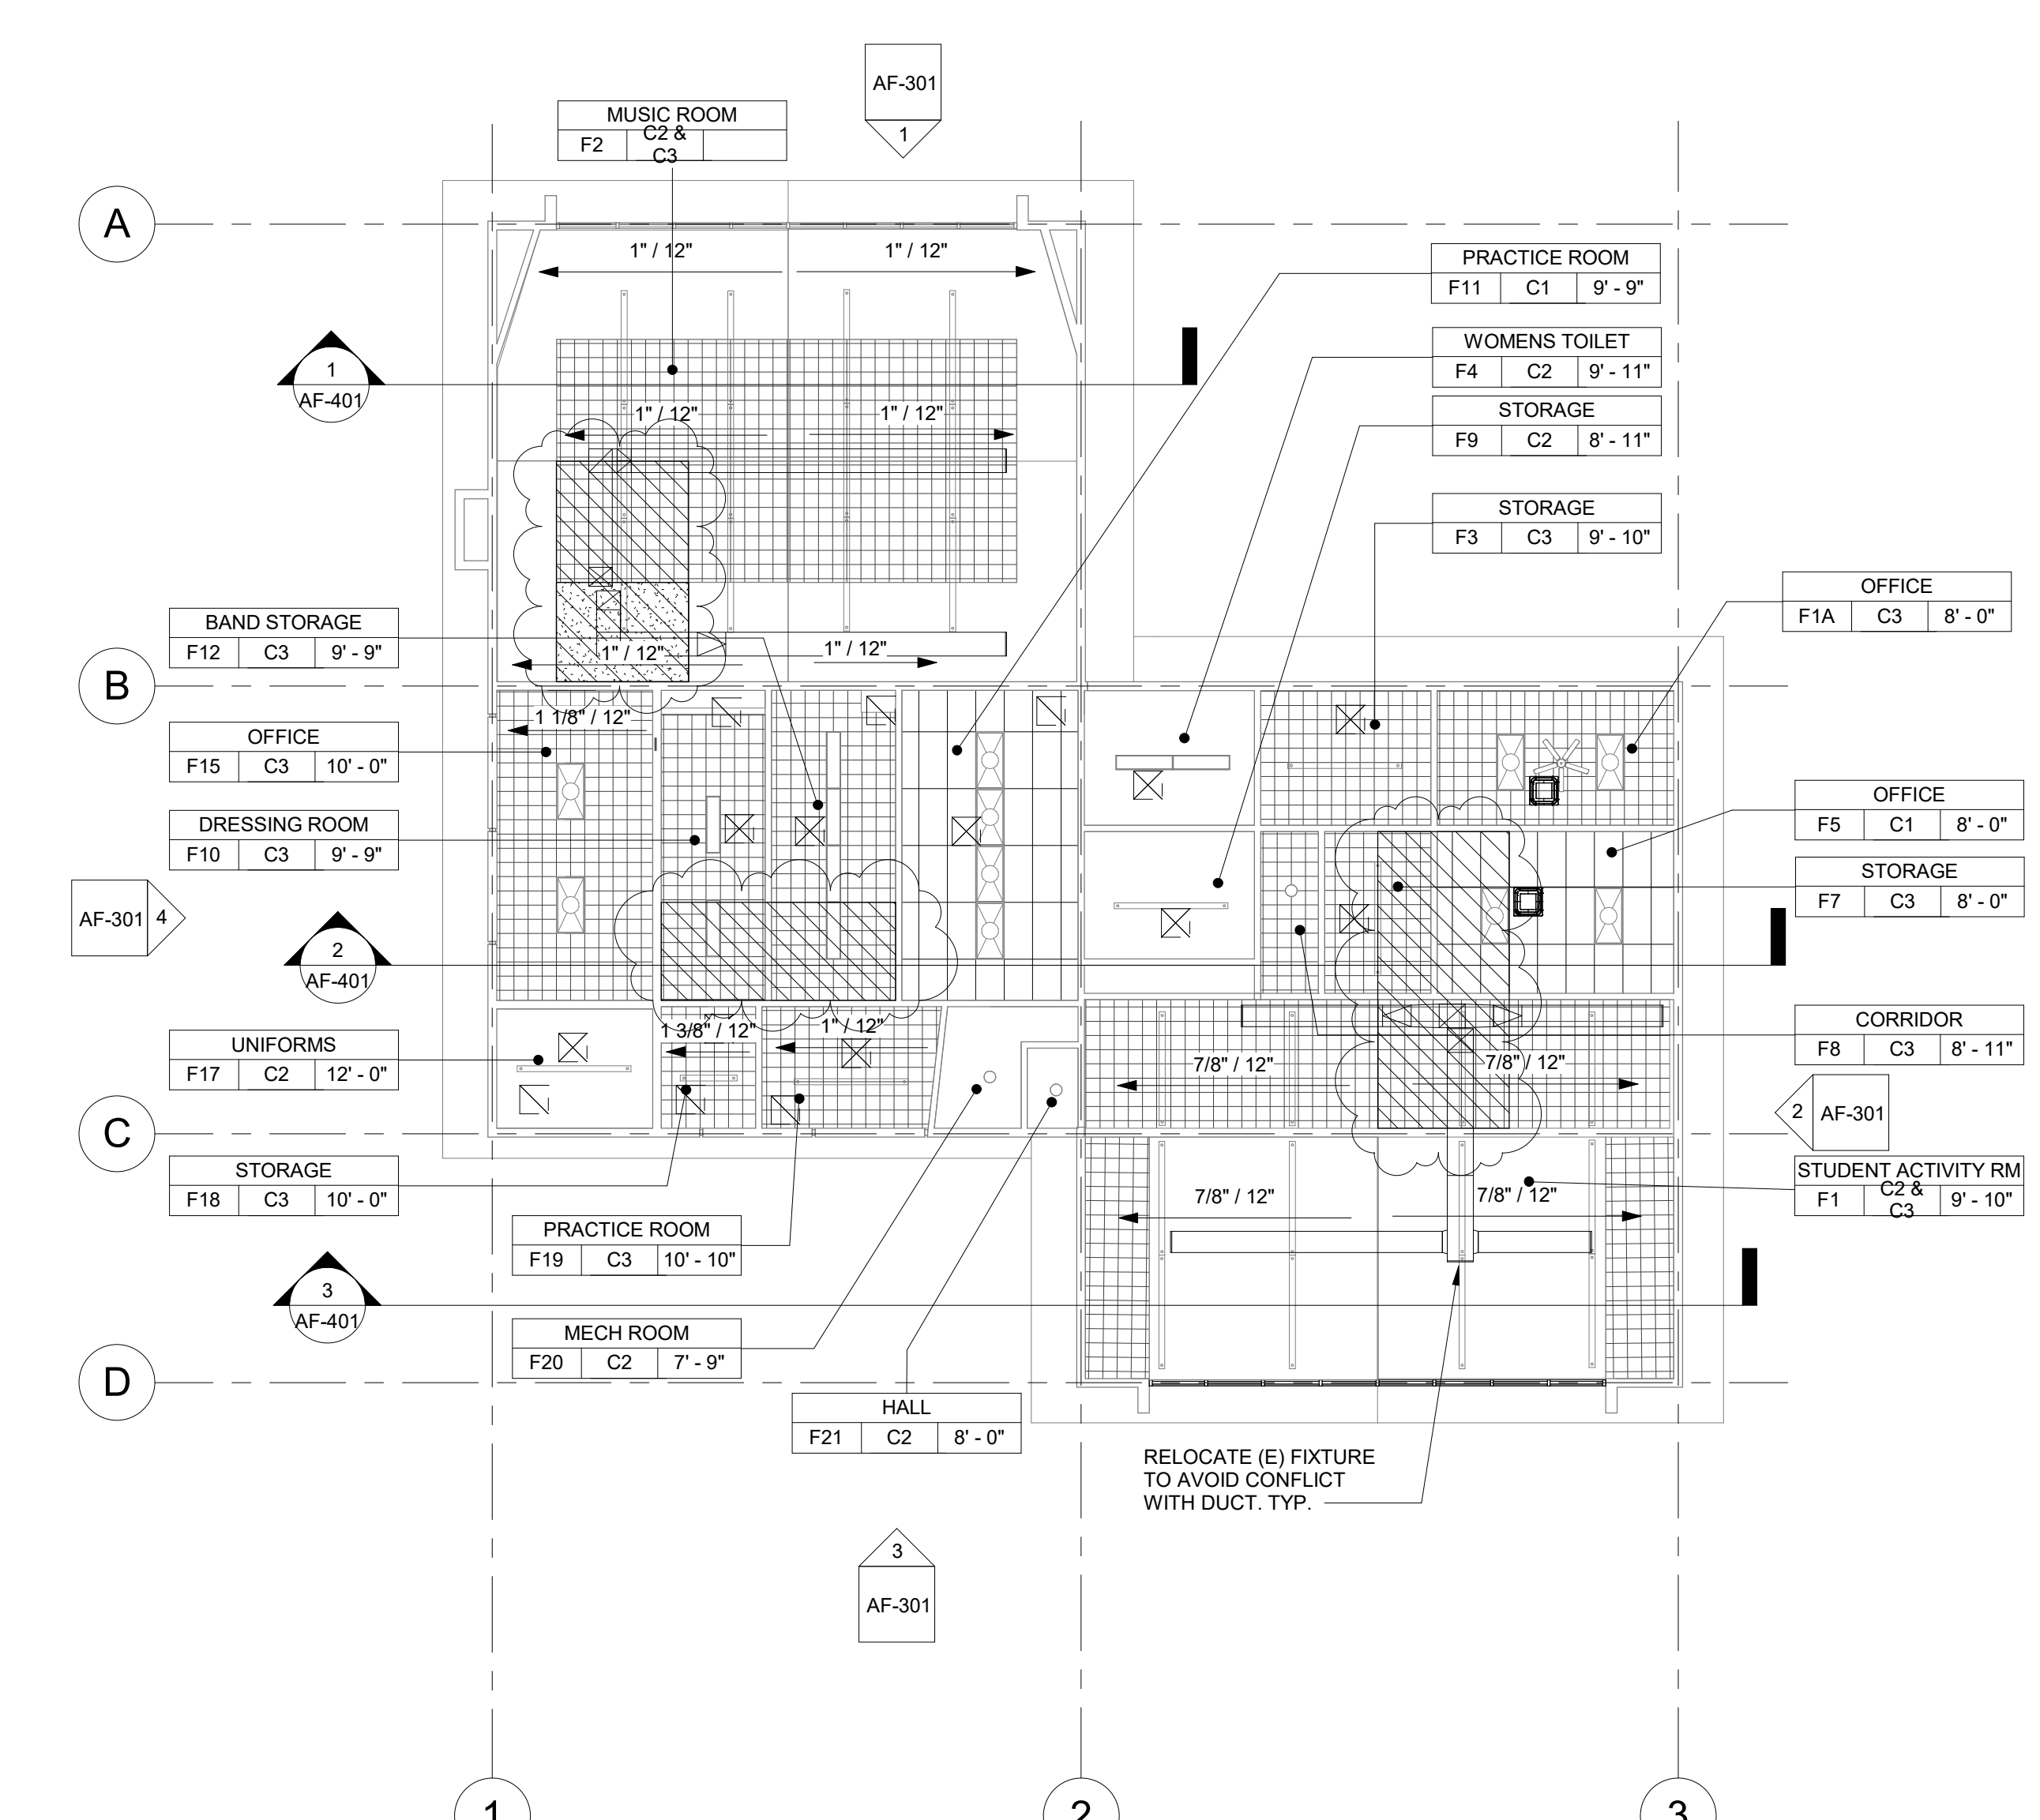 AF-301
1
MUSIC ROOM
F2 C2 & C3
A
1" / 12" 1" / 12"
PRACTICE ROOM
F11 C1 9' - 9"
WOMENS TOILET
F4 C2 9' - 11"
1
AF-401
1" / 12" 1" / 12"
STORAGE
F9 C2 8' - 11"
STORAGE
F3 C3 9' - 10"
OFFICE
F1A C3 8' - 0"
BAND STORAGE
F12 C3 9' - 9"
1" / 12" 1" / 12"
B
1 1/8" / 12"
OFFICE
F15 C3 10' - 0"
OFFICE
F5 C1 8' - 0"
DRESSING ROOM
F10 C3 9' - 9"
STORAGE
F7 C3 8' - 0"
AF-301 4
2
AF-401
CORRIDOR
F8 C3 8' - 11"
UNIFORMS
F17 C2 12' - 0"
1 3/8" / 12" 1" / 12"
7/8" / 12" 7/8" / 12"
2 AF-301
C
STORAGE
F18 C3 10' - 0"
STUDENT ACTIVITY RM
F1 C2 & C3 9' - 10"
7/8" / 12" 7/8" / 12"
PRACTICE ROOM
F19 C3 10' - 10"
3
AF-401
MECH ROOM
F20 C2 7' - 9"
D
HALL
F21 C2 8' - 0"
RELOCATE (E) FIXTURE
TO AVOID CONFLICT
WITH DUCT. TYP.
3
AF-301
1 2 3